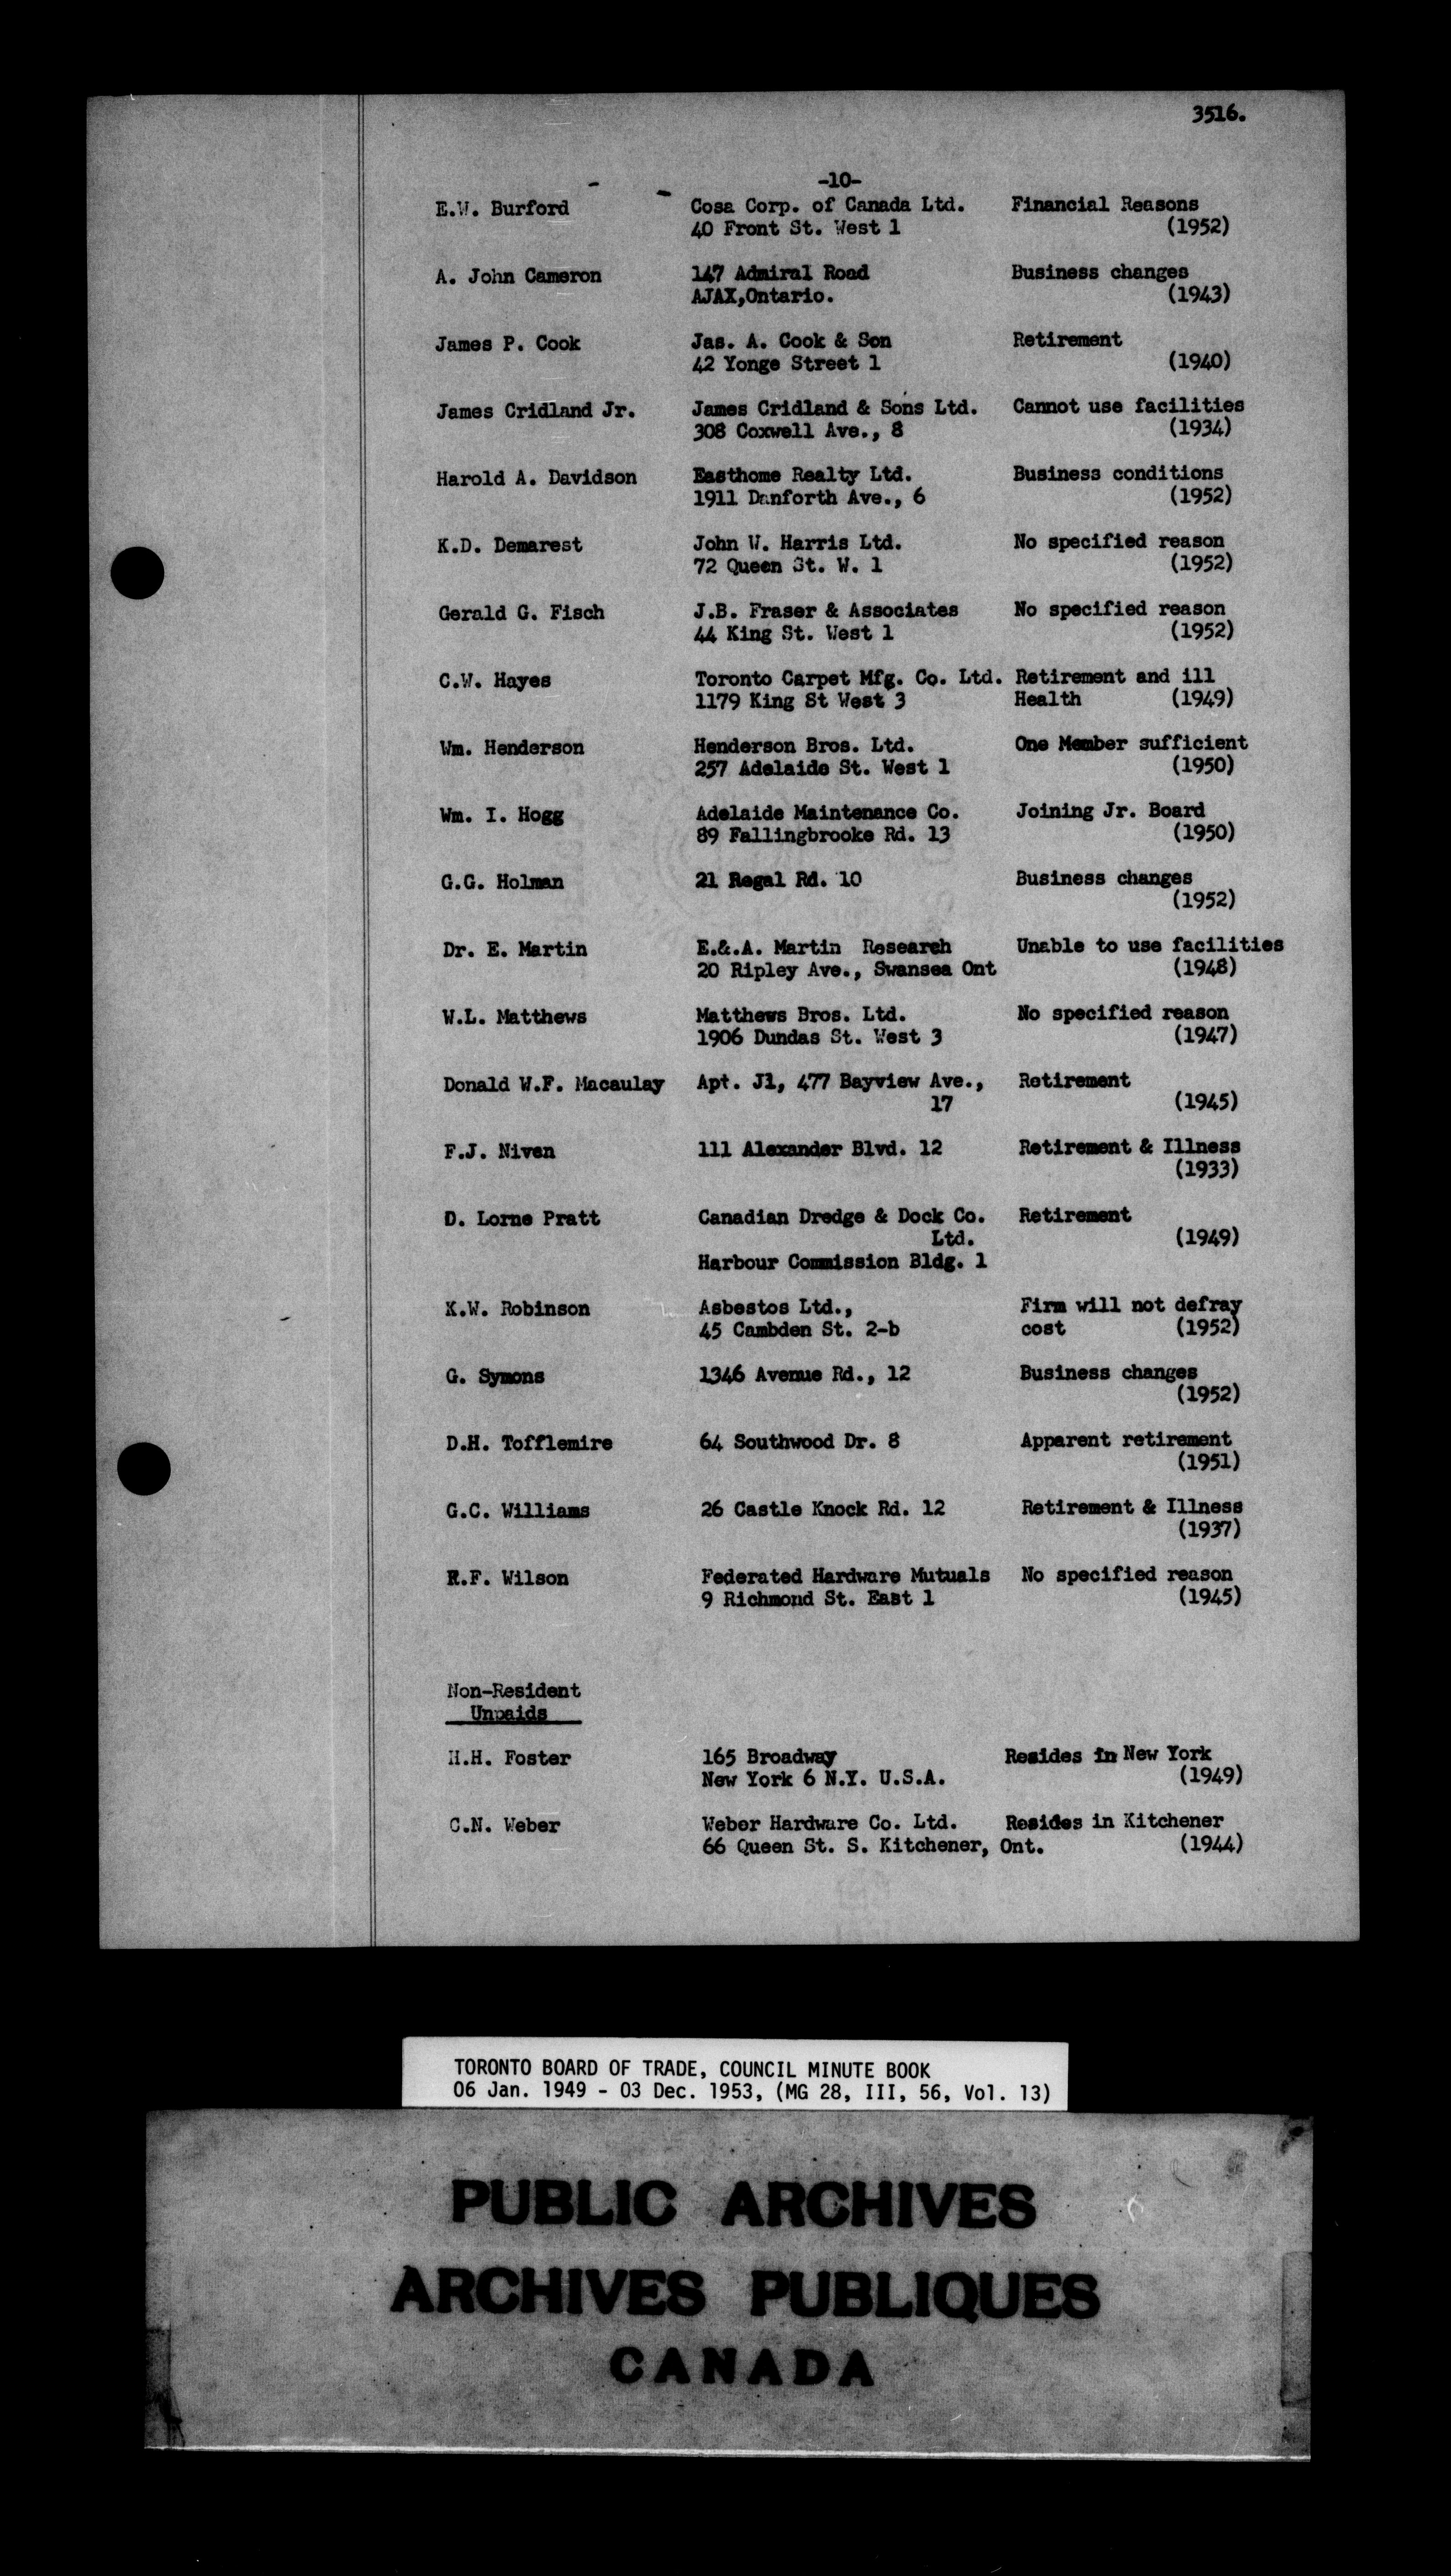 3516.
-10-
E.W. Burford Cosa Corp. of Canada Ltd. Financial Reasons
40 Front St. West 1 (1952)
A. John Cameron 147 Admiral Road Business changes
AJAX,Ontario. (1943)
James P. Cook Jas. A. Cook & Son Retirement
42 Yonge Street 1 (1940)
James Cridland Jr. James Cridland & Sons Ltd. Cannot use facilities
308 Coxwell Ave., 8 (1934)
Harold A. Davidson Easthome Realty Ltd. Business conditions
1911 Danforth Ave., 6 (1952)
K.D. Demarest John W. Harris Ltd. No specified reason
72 Queen St. W. 1 (1952)
Gerald G. Fisch J.B. Fraser & Associates No specified reason
44 King St. West 1 (1952)
C.W. Hayes Toronto Carpet Mfg. Co. Ltd. Retirement and ill
1179 King St West 3 Health (1949)
Wm. Henderson Henderson Bros. Ltd. One Member sufficient
257 Adelaide St. West 1 (1950)
Wm. I. Hogg Adelaide Maintenance Co. Joining Jr. Board
89 Fallingbrooke Rd. 13 (1950)
G.G. Holman 21 Regal Rd. 10 Business changes
(1952)
Dr. E. Martin E.&.A. Martin Research Unable to use facilities
20 Ripley Ave., Swansea Ont (1948)
W.L. Matthews Matthews Bros. Ltd. No specified reason
1906 Dundas St. West 3 (1947)
Donald W.F. Macaulay Apt. J1, 477 Bayview Ave., Retirement
17 (1945)
F.J. Niven 111 Alexander Blvd. 12 Retirement & Illness
(1933)
D. Lorne Pratt Canadian Dredge & Dock Co. Retirement
Ltd. (1949)
Harbour Commission Bldg. 1
K.W. Robinson Asbestos Ltd., Firm will not defray
45 Cambden St. 2-b cost (1952)
G. Symons 1346 Avenue Rd., 12 Business changes
(1952)
D.H. Tofflemire 64 Southwood Dr. 8 Apparent retirement
(1951)
G.C. Williams 26 Castle Knock Rd. 12 Retirement & Illness
(1937)
R.F. Wilson Federated Hardware Mutuals No specified reason
9 Richmond St. East 1 (1945)
Non-Resident
Unpaids
H.H. Foster 165 Broadway Resides in New York
New York 6 N.Y. U.S.A. (1949)
C.N. Weber Weber Hardware Co. Ltd. Resides in Kitchener
66 Queen St. S. Kitchener, Ont. (1944)
TORONTO BOARD OF TRADE, COUNCIL MINUTE BOOK
06 Jan. 1949 - 03 Dec. 1953, (MG 28, III, 56, Vol. 13)
PUBLIC ARCHIVES
ARCHIVES PUBLIQUES
CANADA